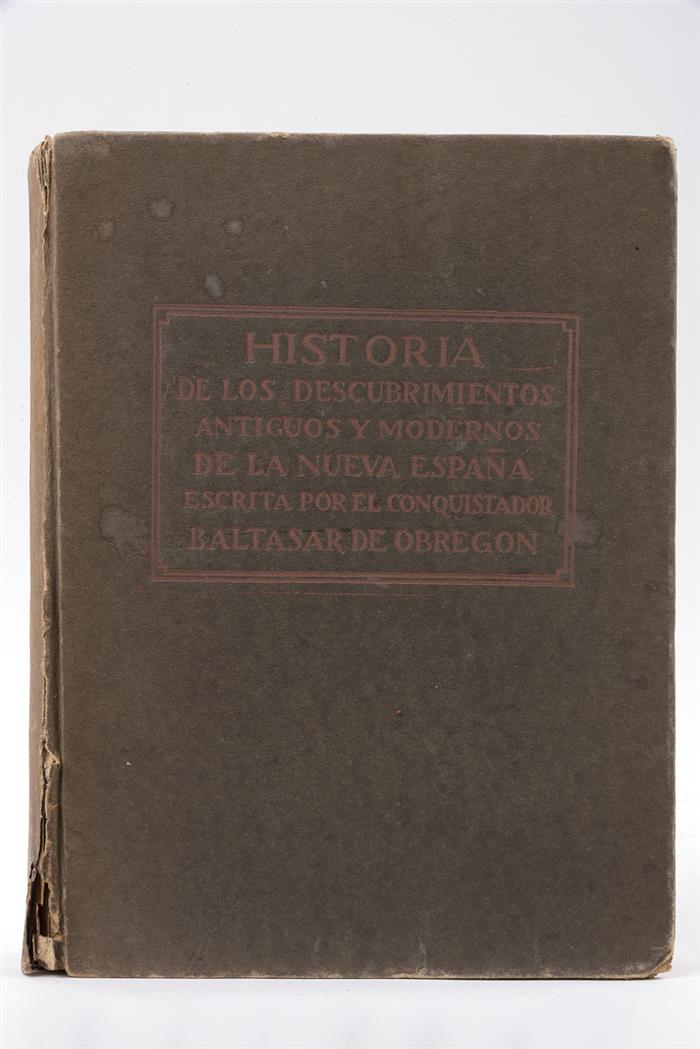 HISTORIA
DE LOS DESCUBRIMIENTOS
ANTIGUOS Y MODERNOS
DE LA NUEVA ESPAÑA
ESCRITA POR EL CONQUISTADOR
BALTASAR DE OBREGON